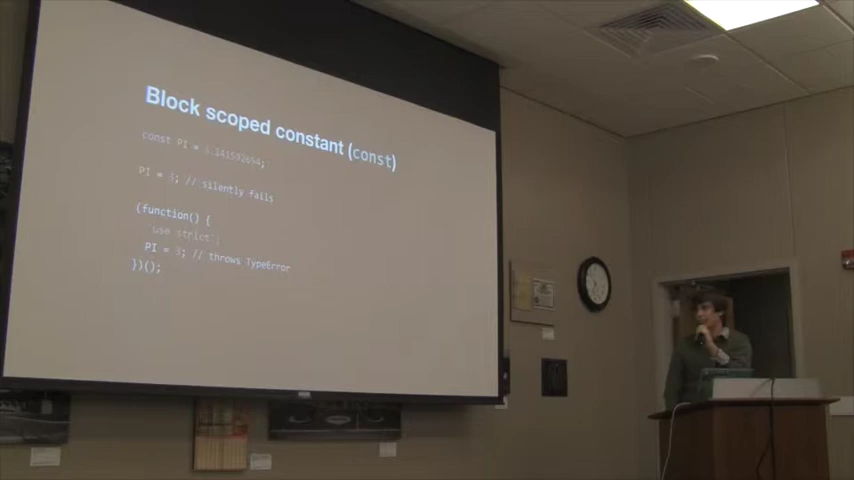 Block scoped constant (const)
const PI = 3.141592654;
PI = 3; // silently fails
(function() {
'use strict';
PI = 3; // throws TypeError
})();